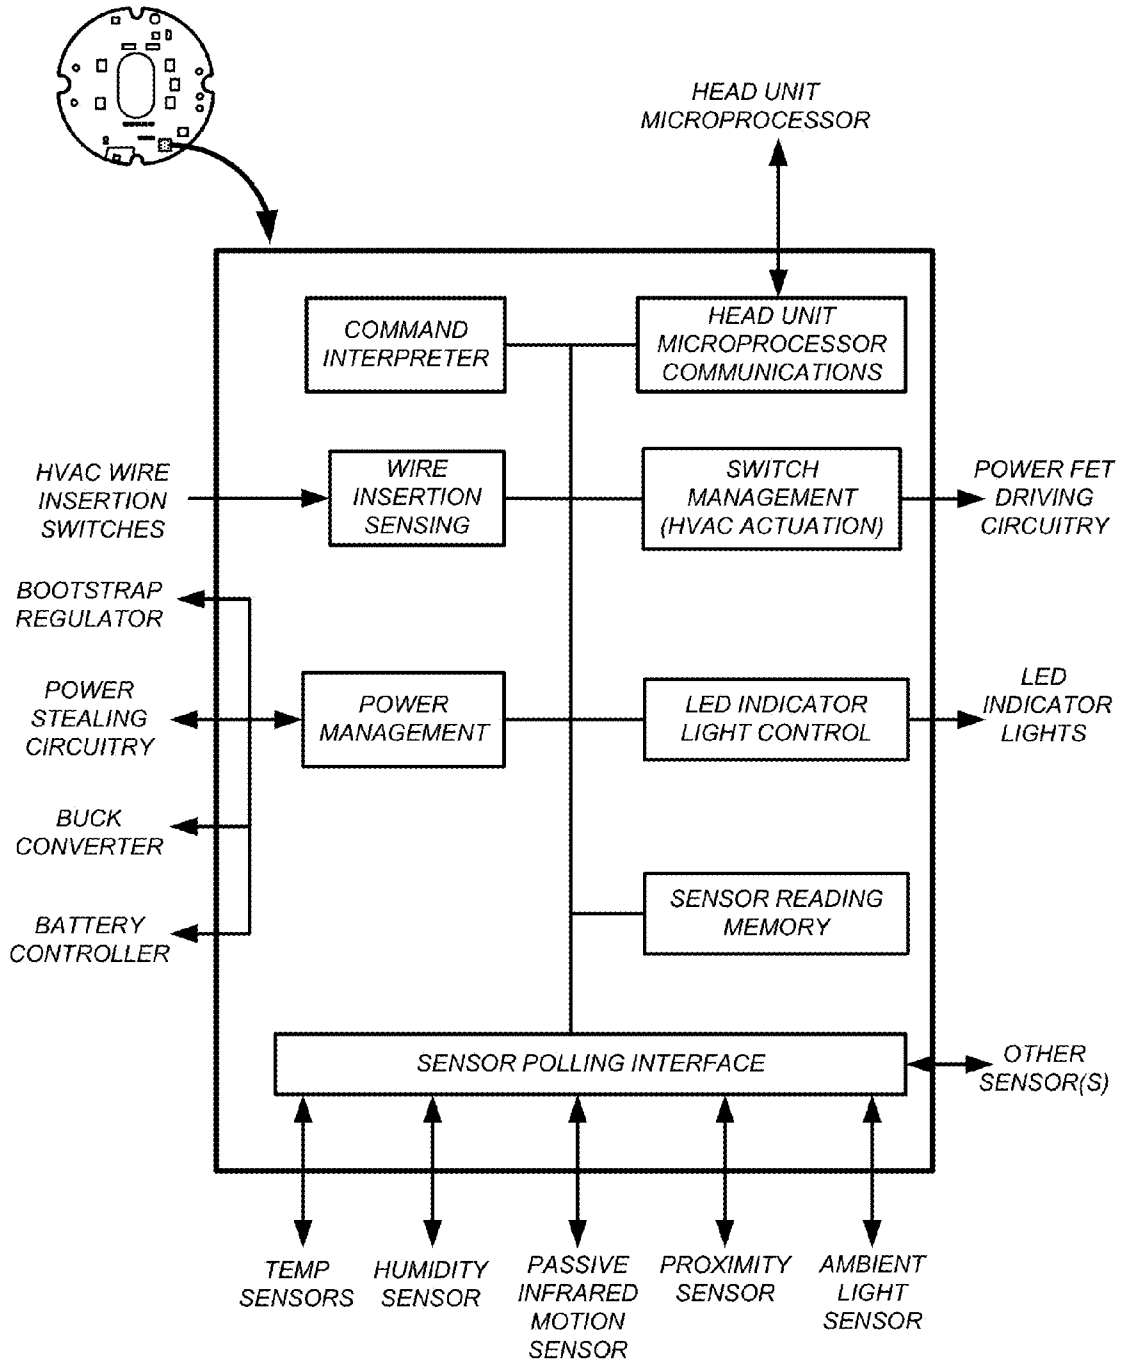 HEAD UNIT
MICROPROCESSOR
COMMAND
INTERPRETER
HEAD UNIT
MICROPROCESSOR
COMMUNICATIONS
HVAC WIRE
INSERTION
SWITCHES
WIRE
INSERTION
SENSING
SWITCH
MANAGEMENT
(HVAC ACTUATION)
POWER FET
DRIVING
CIRCUITRY
BOOTSTRAP
REGULATOR
POWER
STEALING
CIRCUITRY
POWER
MANAGEMENT
LED INDICATOR
LIGHT CONTROL
LED
INDICATOR
LIGHTS
BUCK
CONVERTER
BATTERY
CONTROLLER
SENSOR READING
MEMORY
SENSOR POLLING INTERFACE
OTHER
SENSOR(S)
TEMP
SENSORS
HUMIDITY
SENSOR
PASSIVE
INFRARED
MOTION
SENSOR
PROXIMITY
SENSOR
AMBIENT
LIGHT
SENSOR